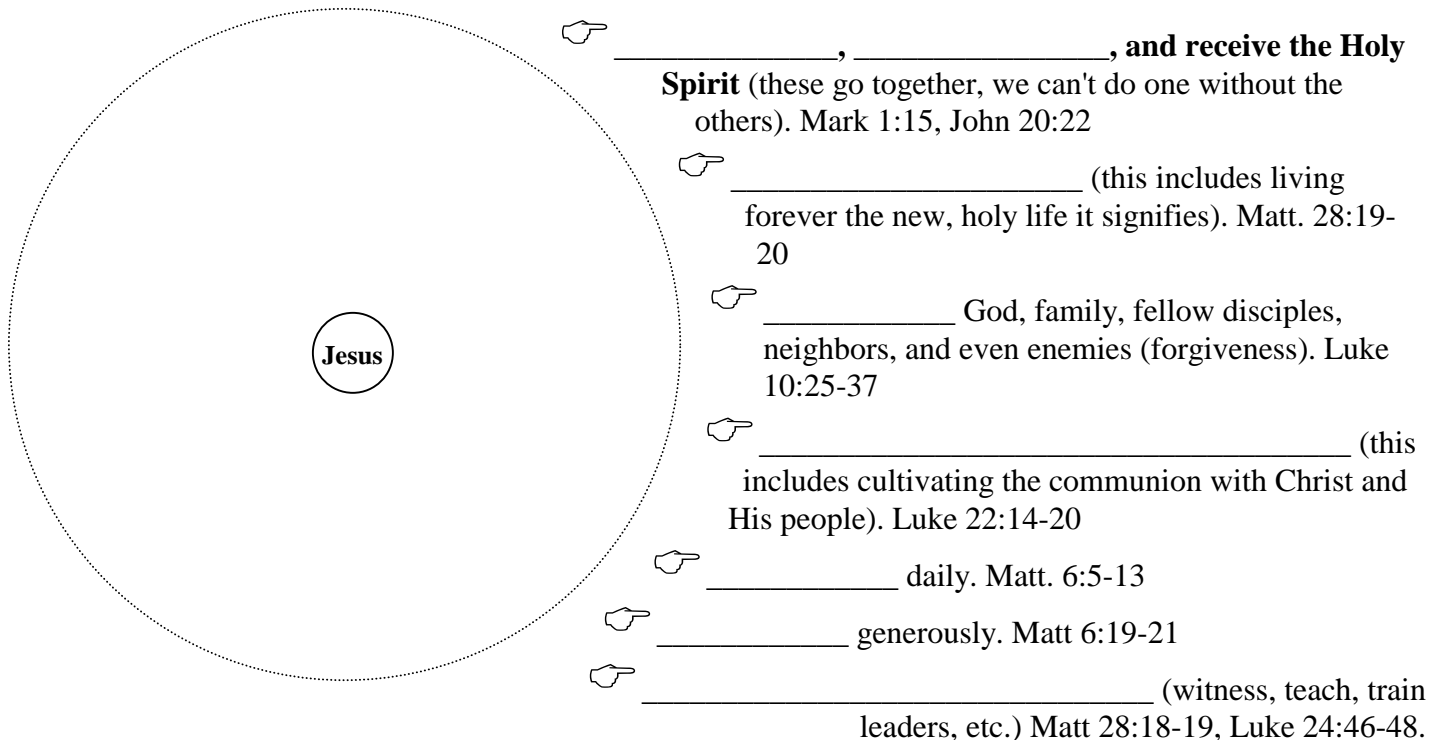 ☞ ______________, ________________, and receive the Holy
Spirit (these go together, we can't do one without the
others). Mark 1:15, John 20:22
☞ ______________________ (this includes living
forever the new, holy life it signifies). Matt. 28:19-
20
☞ ____________ God, family, fellow disciples,
neighbors, and even enemies (forgiveness). Luke
10:25-37
Jesus
☞ _____________________________________ (this
includes cultivating the communion with Christ and
His people). Luke 22:14-20
☞ ____________ daily. Matt. 6:5-13
☞ ____________ generously. Matt 6:19-21
☞ ________________________________ (witness, teach, train
leaders, etc.) Matt 28:18-19, Luke 24:46-48.